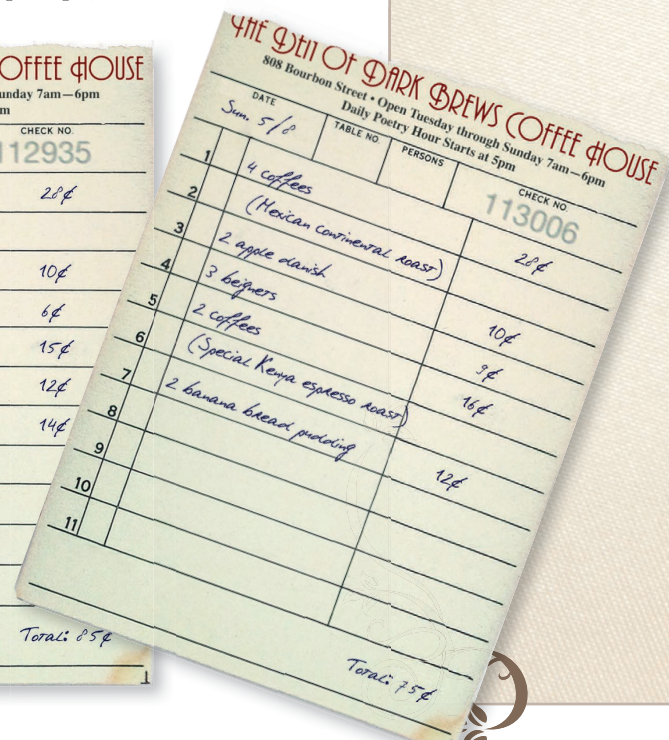 OFFEE HOUSE
unday 7am—6pm
m
CHECK NO.
112935
28¢
10¢
6¢
15¢
12¢
14¢
Total: 85¢
THE DEN OF DARK BREWS COFFEE HOUSE
808 Bourbon Street • Open Tuesday through Sunday 7am—6pm
Daily Poetry Hour Starts at 5pm
DATE TABLE NO. PERSONS CHECK NO.
Sun. 5/8 113006
1 4 coffees 28¢
2 (Mexican continental roast)
3 2 apple danish 10¢
4 3 beignets 9¢
5 2 coffees 16¢
6 (Special Kenya espresso roast)
7 2 banana bread pudding 12¢
8
9
10
11
Total: 75¢